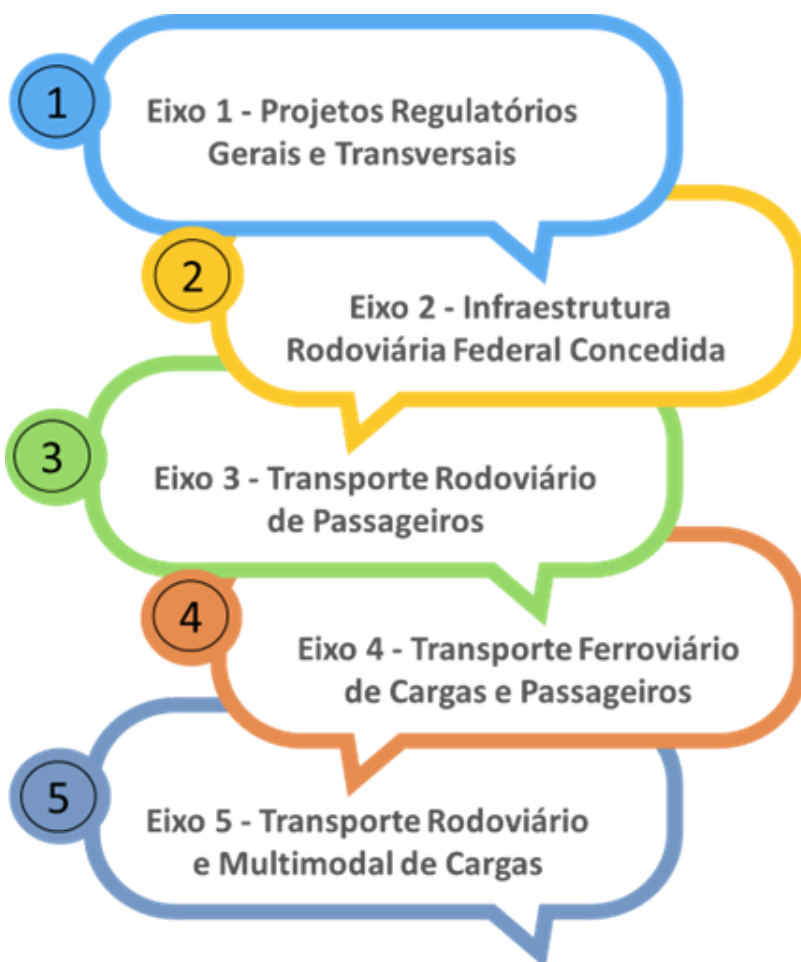 1
Eixo 1 - Projetos Regulatórios
Gerais e Transversais
2
Eixo 2 - Infraestrutura
Rodoviária Federal Concedida
3
Eixo 3 - Transporte Rodoviário
de Passageiros
4
Eixo 4 - Transporte Ferroviário
de Cargas e Passageiros
5
Eixo 5 - Transporte Rodoviário
e Multimodal de Cargas